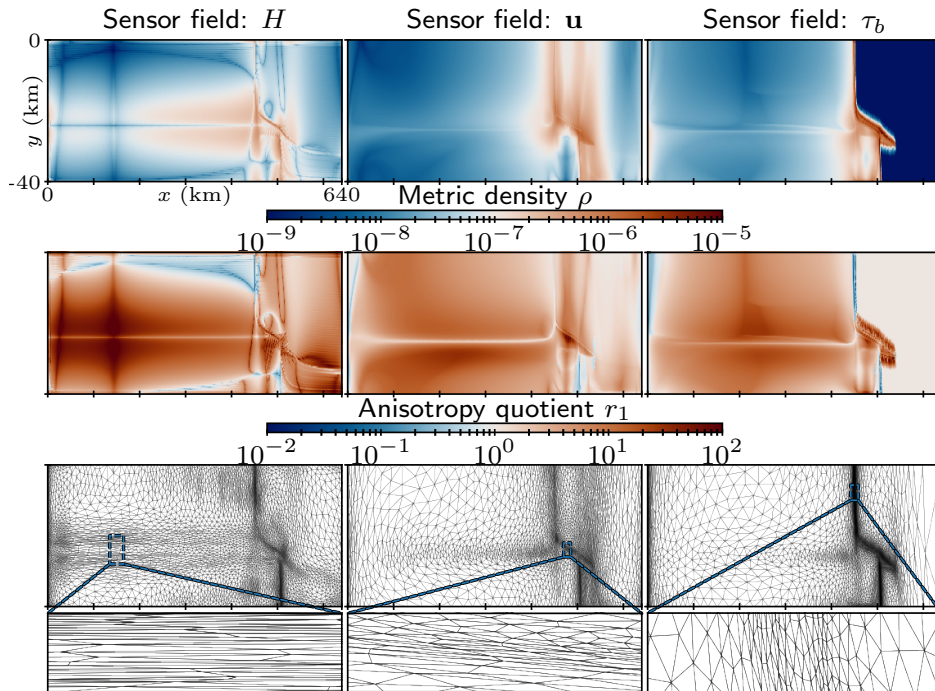 Sensor field: H Sensor field: u Sensor field: τ_b
0
y (km)
-40
0 x (km) 640
Metric density ρ
10^−9 10^−8 10^−7 10^−6 10^−5
Anisotropy quotient r_1
10^−2 10^−1 10^0 10^1 10^2